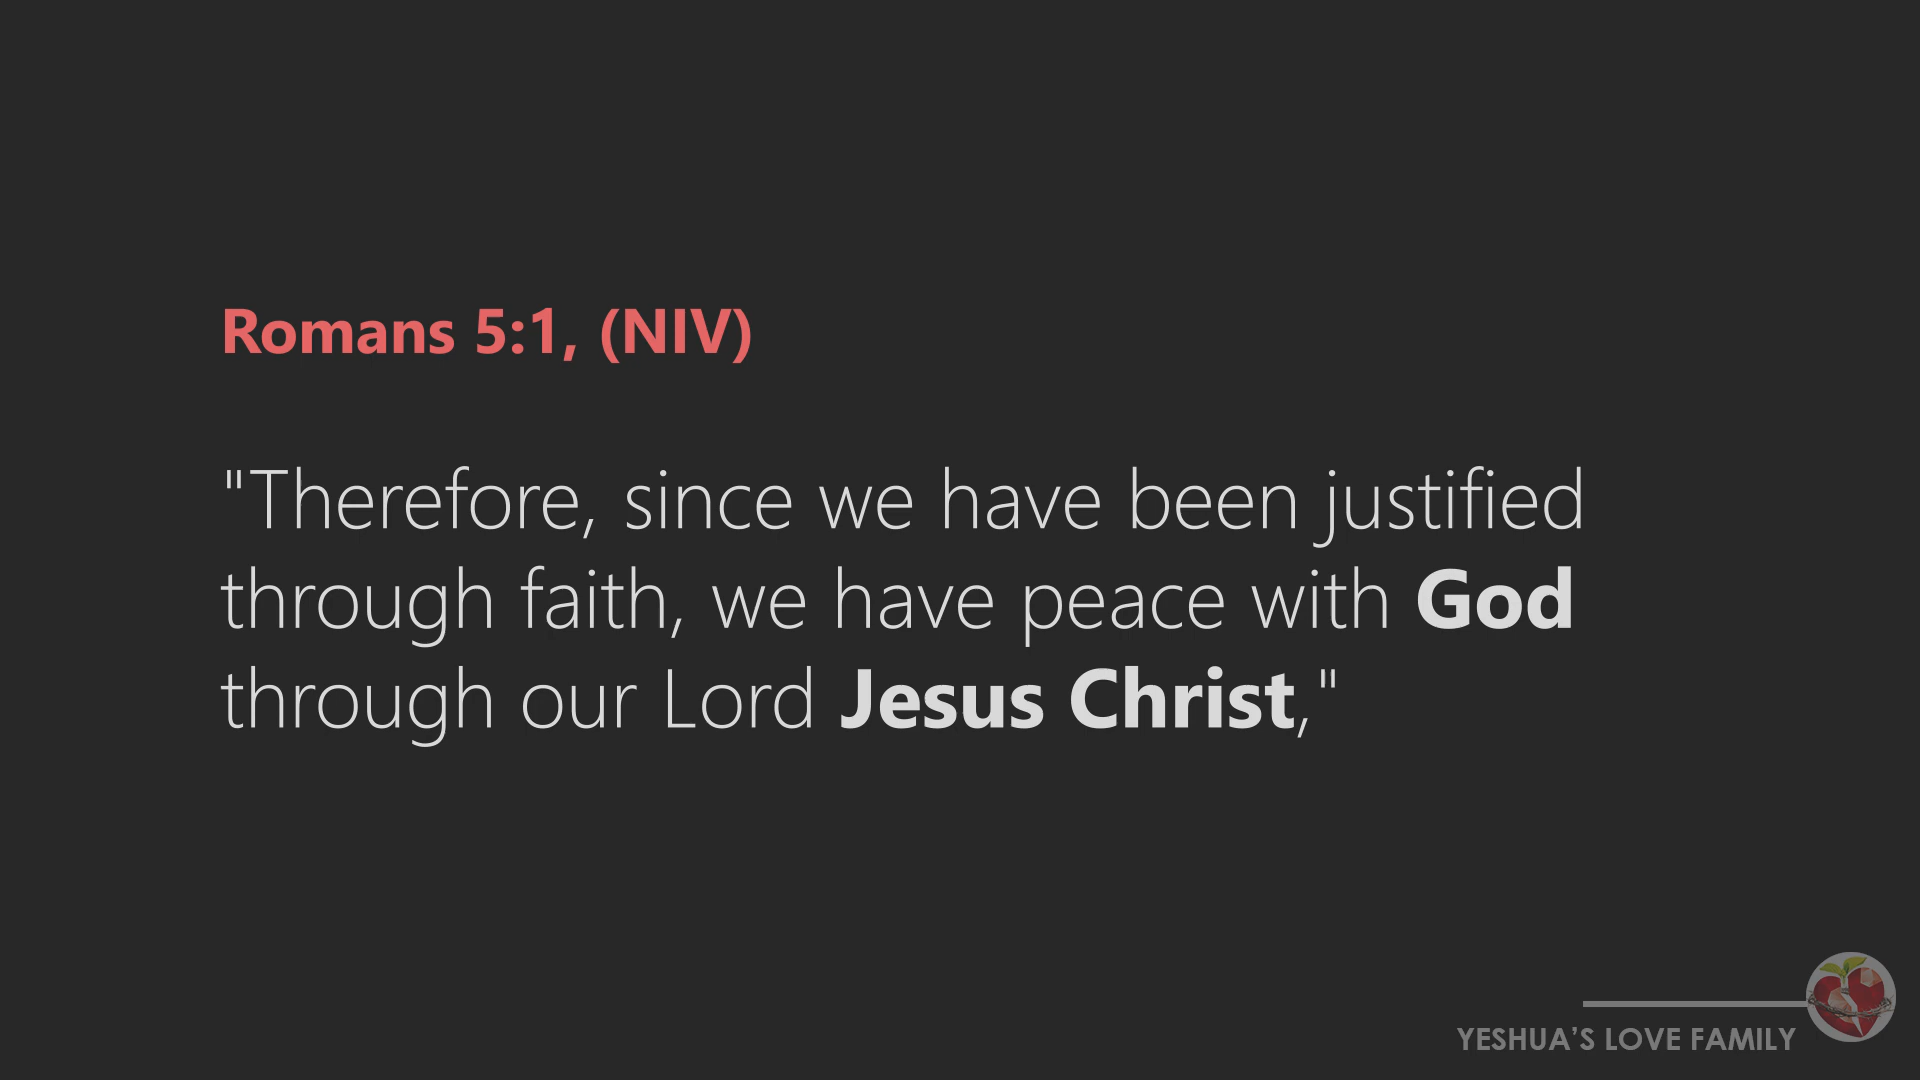 Romans 5:1, (NIV)
"Therefore, since we have been justified
through faith, we have peace with God
through our Lord Jesus Christ,"
YESHUA'S LOVE FAMILY